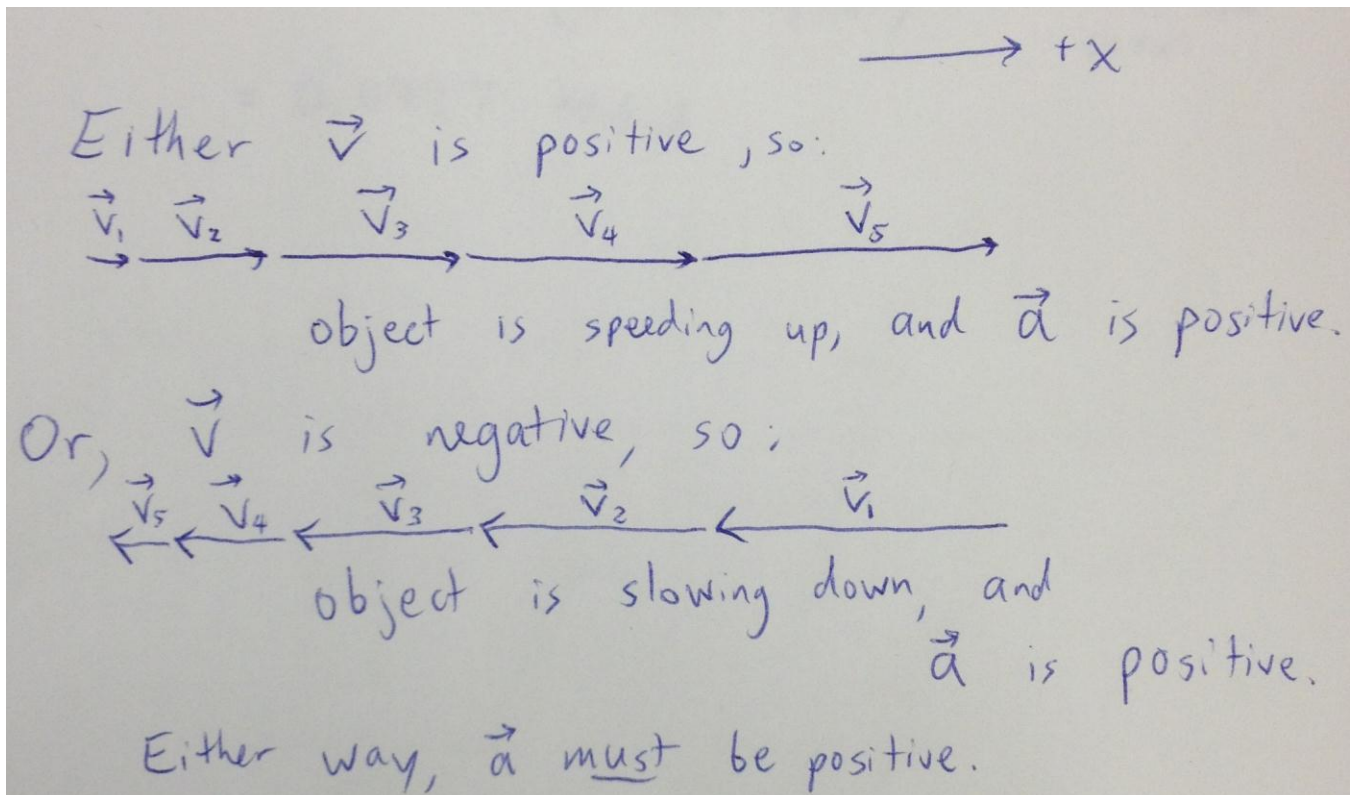 +x
Either v⃗ is positive, so:
v⃗₁ v⃗₂ v⃗₃ v⃗₄ v⃗₅
object is speeding up, and a⃗ is positive.
Or, v⃗ is negative, so:
v⃗₅ v⃗₄ v⃗₃ v⃗₂ v⃗₁
object is slowing down, and
a⃗ is positive.
Either way, a⃗ must be positive.